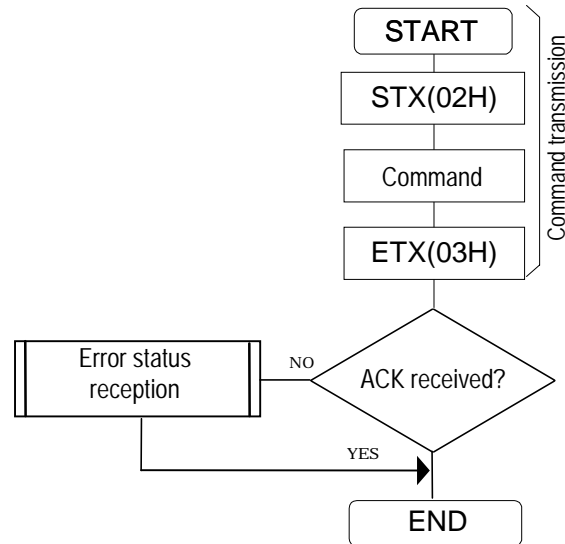 START
STX(02H)
Command
ETX(03H)
Command transmission
ACK received?
NO
Error status
reception
YES
END